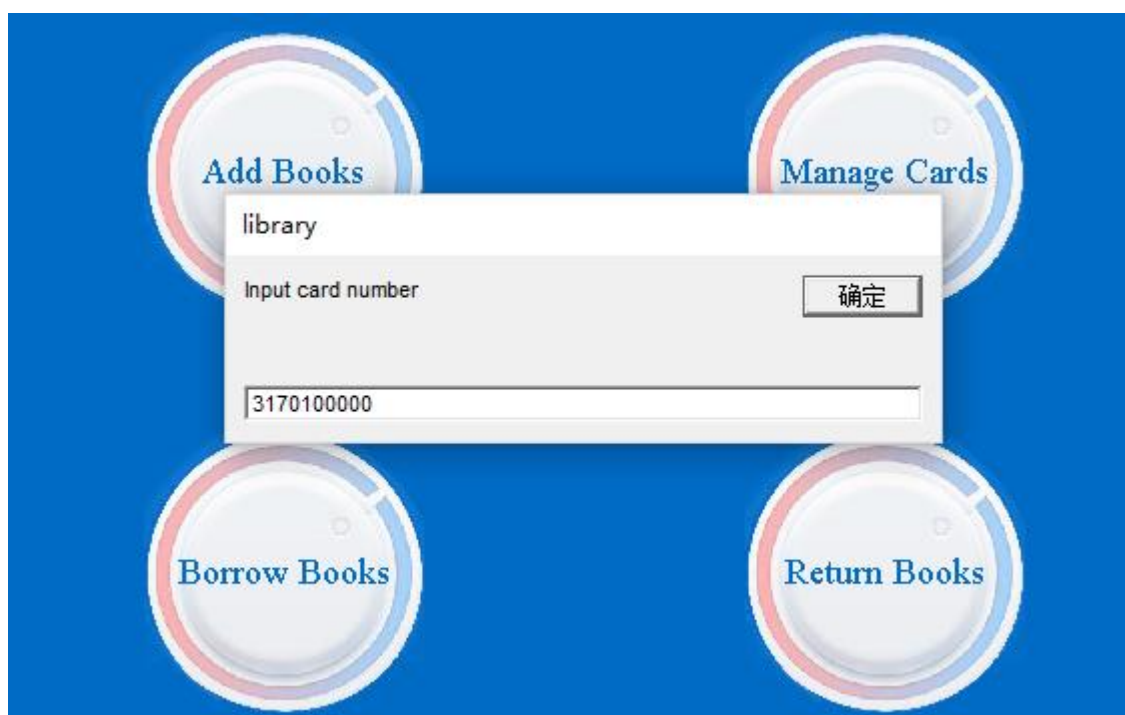 Add Books
Manage Cards
library
Input card number
确定
3170100000
Borrow Books
Return Books